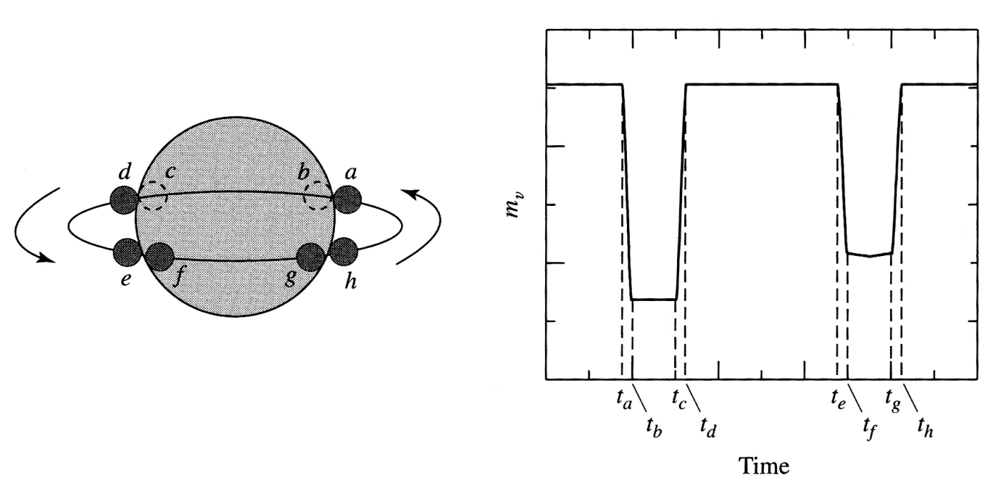 d c b a
e f g h
m_v
t_a t_c t_e t_g
t_b t_d t_f t_h
Time